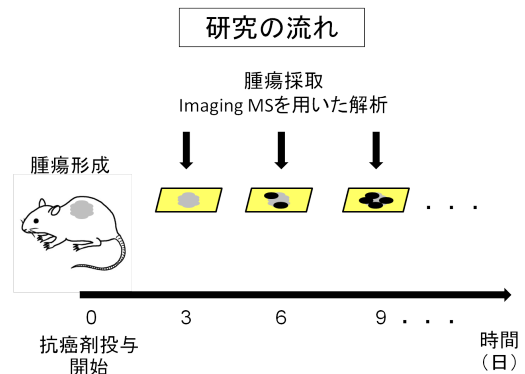 研究の流れ
腫瘍採取
Imaging MSを用いた解析
腫瘍形成
. . .
0
3
6
9 . . .
抗癌剤投与
開始
時間
（日）